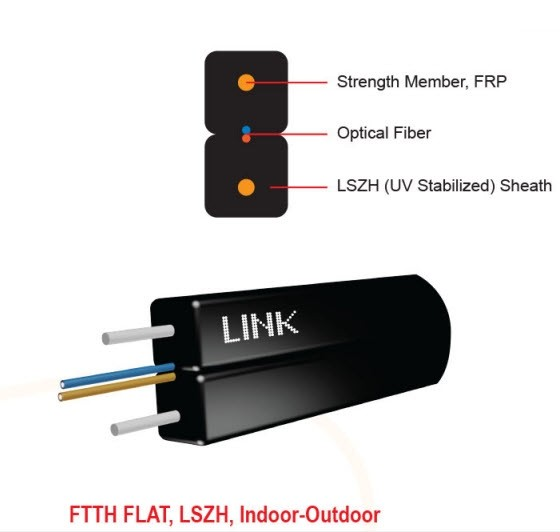 Strength Member, FRP
Optical Fiber
LSZH (UV Stabilized) Sheath
LINK
FTTH FLAT, LSZH, Indoor-Outdoor